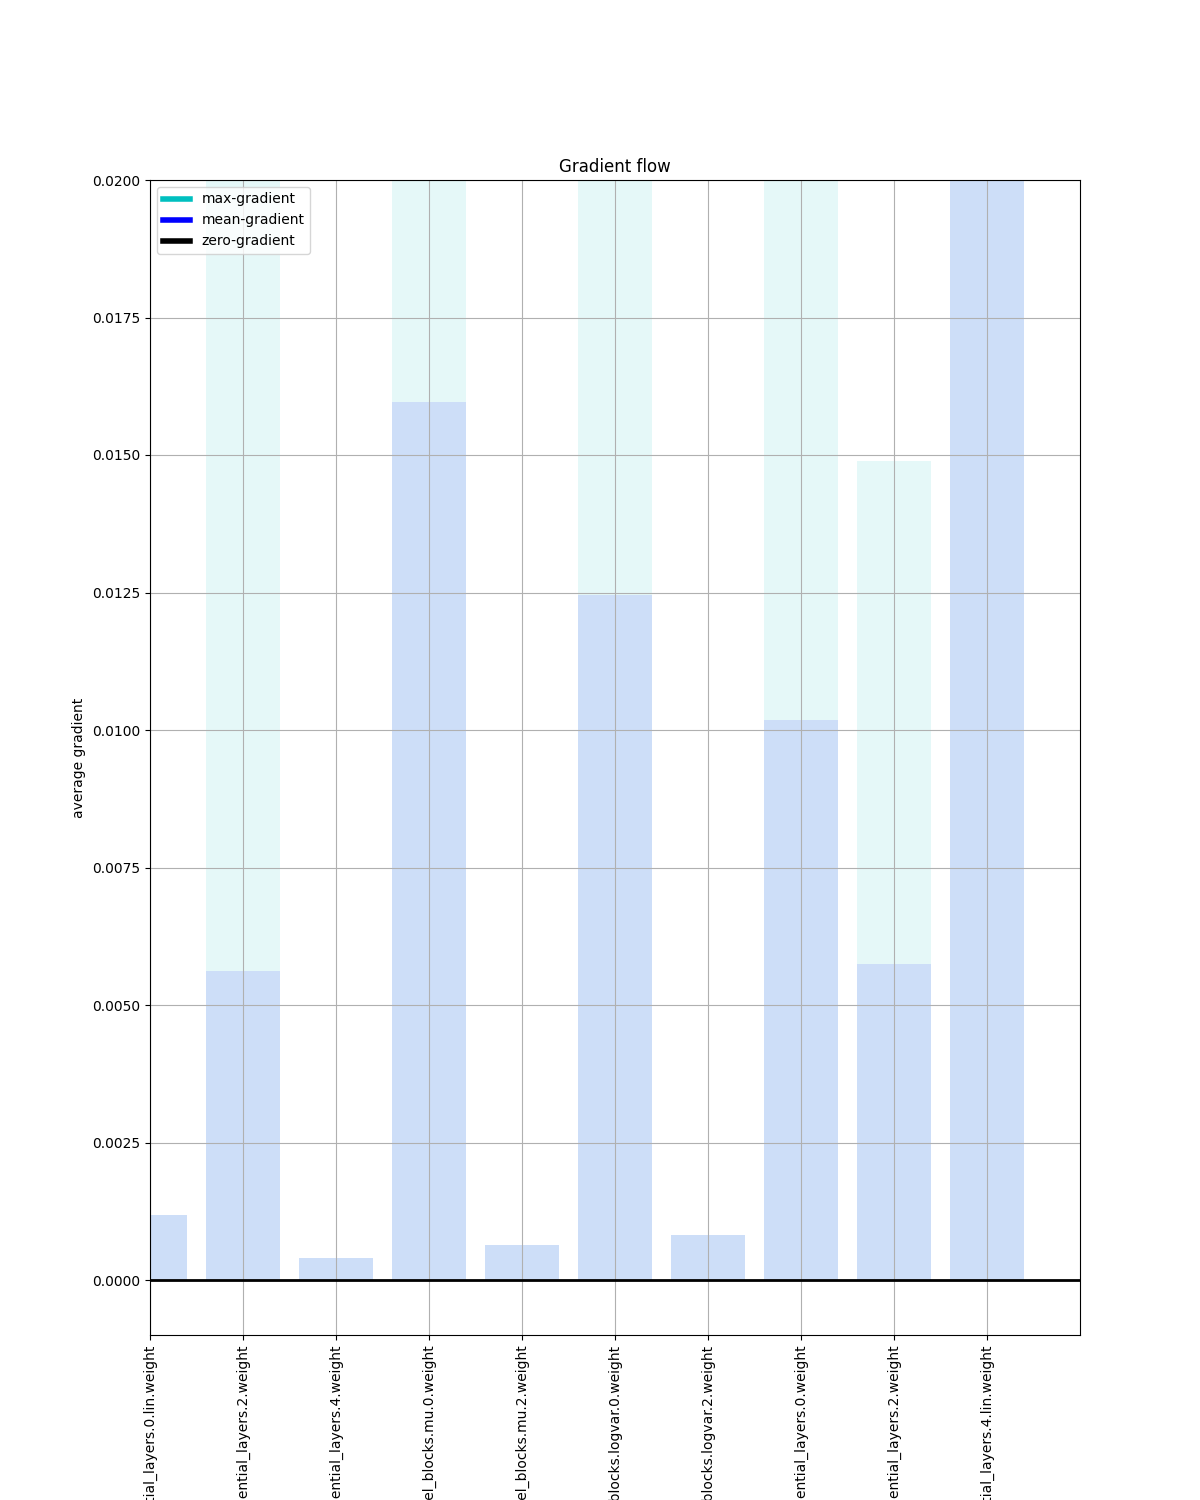 Gradient flow
max-gradient
mean-gradient
zero-gradient
0.0200
0.0175
0.0150
0.0125
0.0100
0.0075
0.0050
0.0025
0.0000
average gradient
tial_layers.0.lin.weight
ential_layers.2.weight
ential_layers.4.weight
el_blocks.mu.0.weight
el_blocks.mu.2.weight
blocks.logvar.0.weight
blocks.logvar.2.weight
ential_layers.0.weight
ential_layers.2.weight
tial_layers.4.lin.weight